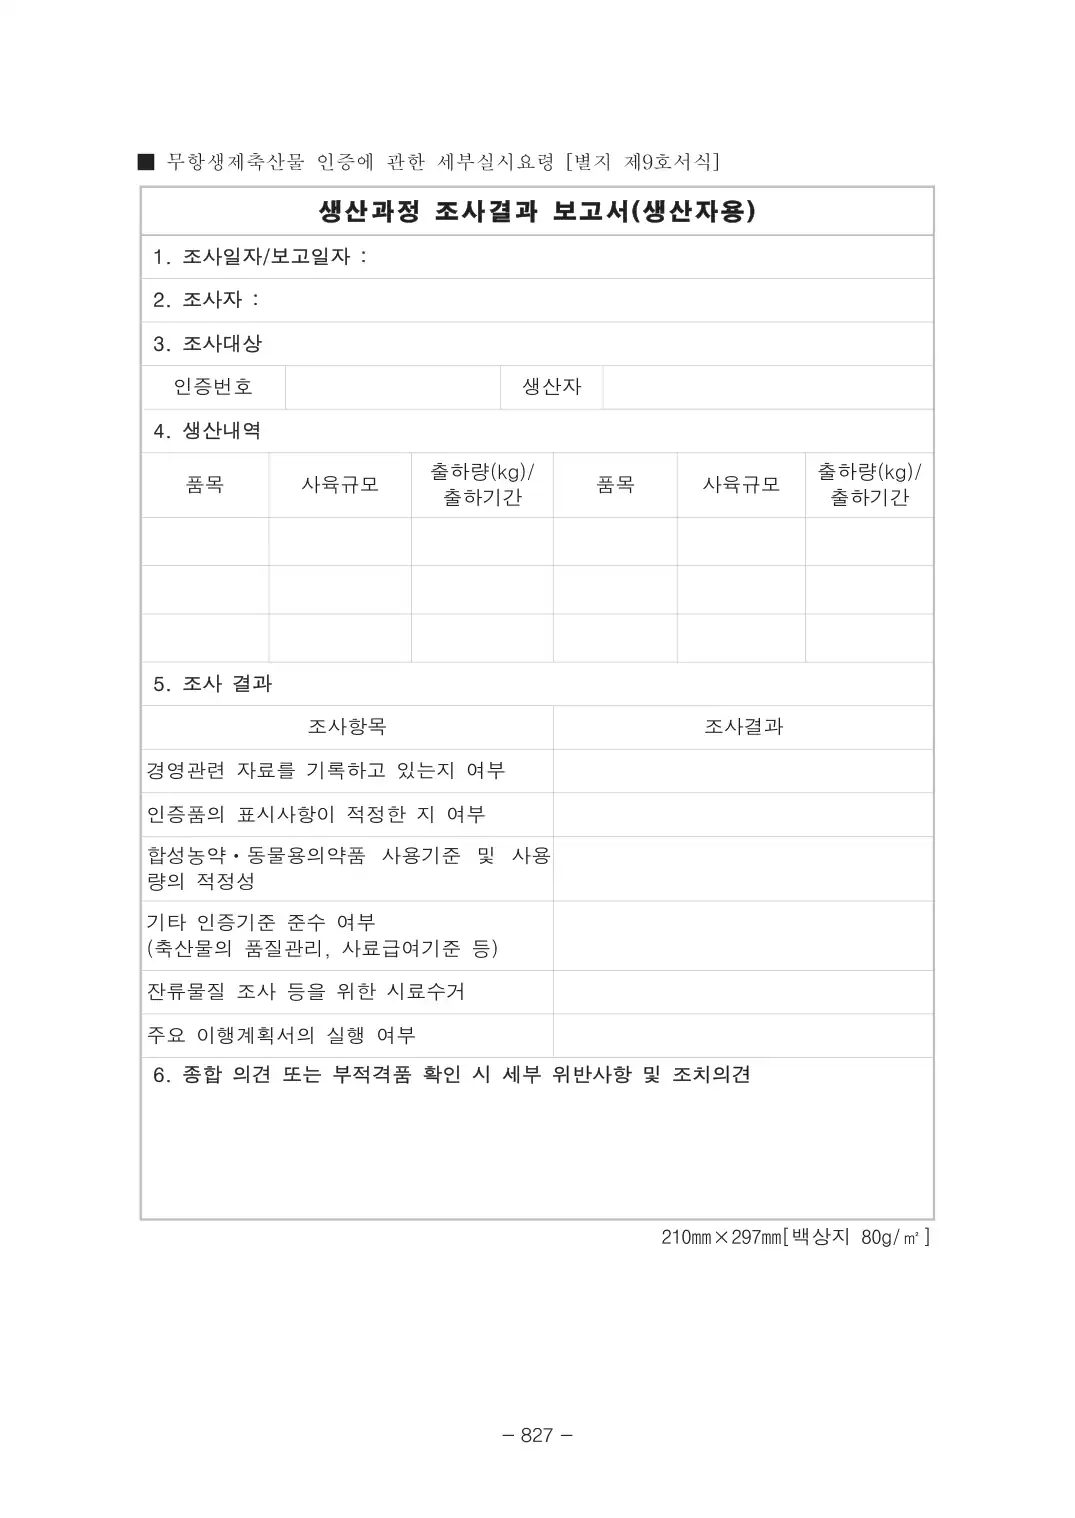 ■ 무항생제축산물 인증에 관한 세부실시요령 [별지 제9호서식]
생산과정 조사결과 보고서(생산자용)
1. 조사일자/보고일자 :
2. 조사자 :
3. 조사대상
인증번호 생산자
4. 생산내역
품목 사육규모 출하량(kg)/ 품목 사육규모 출하량(kg)/
출하기간 출하기간
5. 조사 결과
조사항목 조사결과
경영관련 자료를 기록하고 있는지 여부
인증품의 표시사항이 적정한 지 여부
합성농약·동물용의약품 사용기준 및 사용
량의 적정성
기타 인증기준 준수 여부
(축산물의 품질관리, 사료급여기준 등)
잔류물질 조사 등을 위한 시료수거
주요 이행계획서의 실행 여부
6. 종합 의견 또는 부적격품 확인 시 세부 위반사항 및 조치의견
210㎜×297㎜[백상지 80g/㎡]
- 827 -